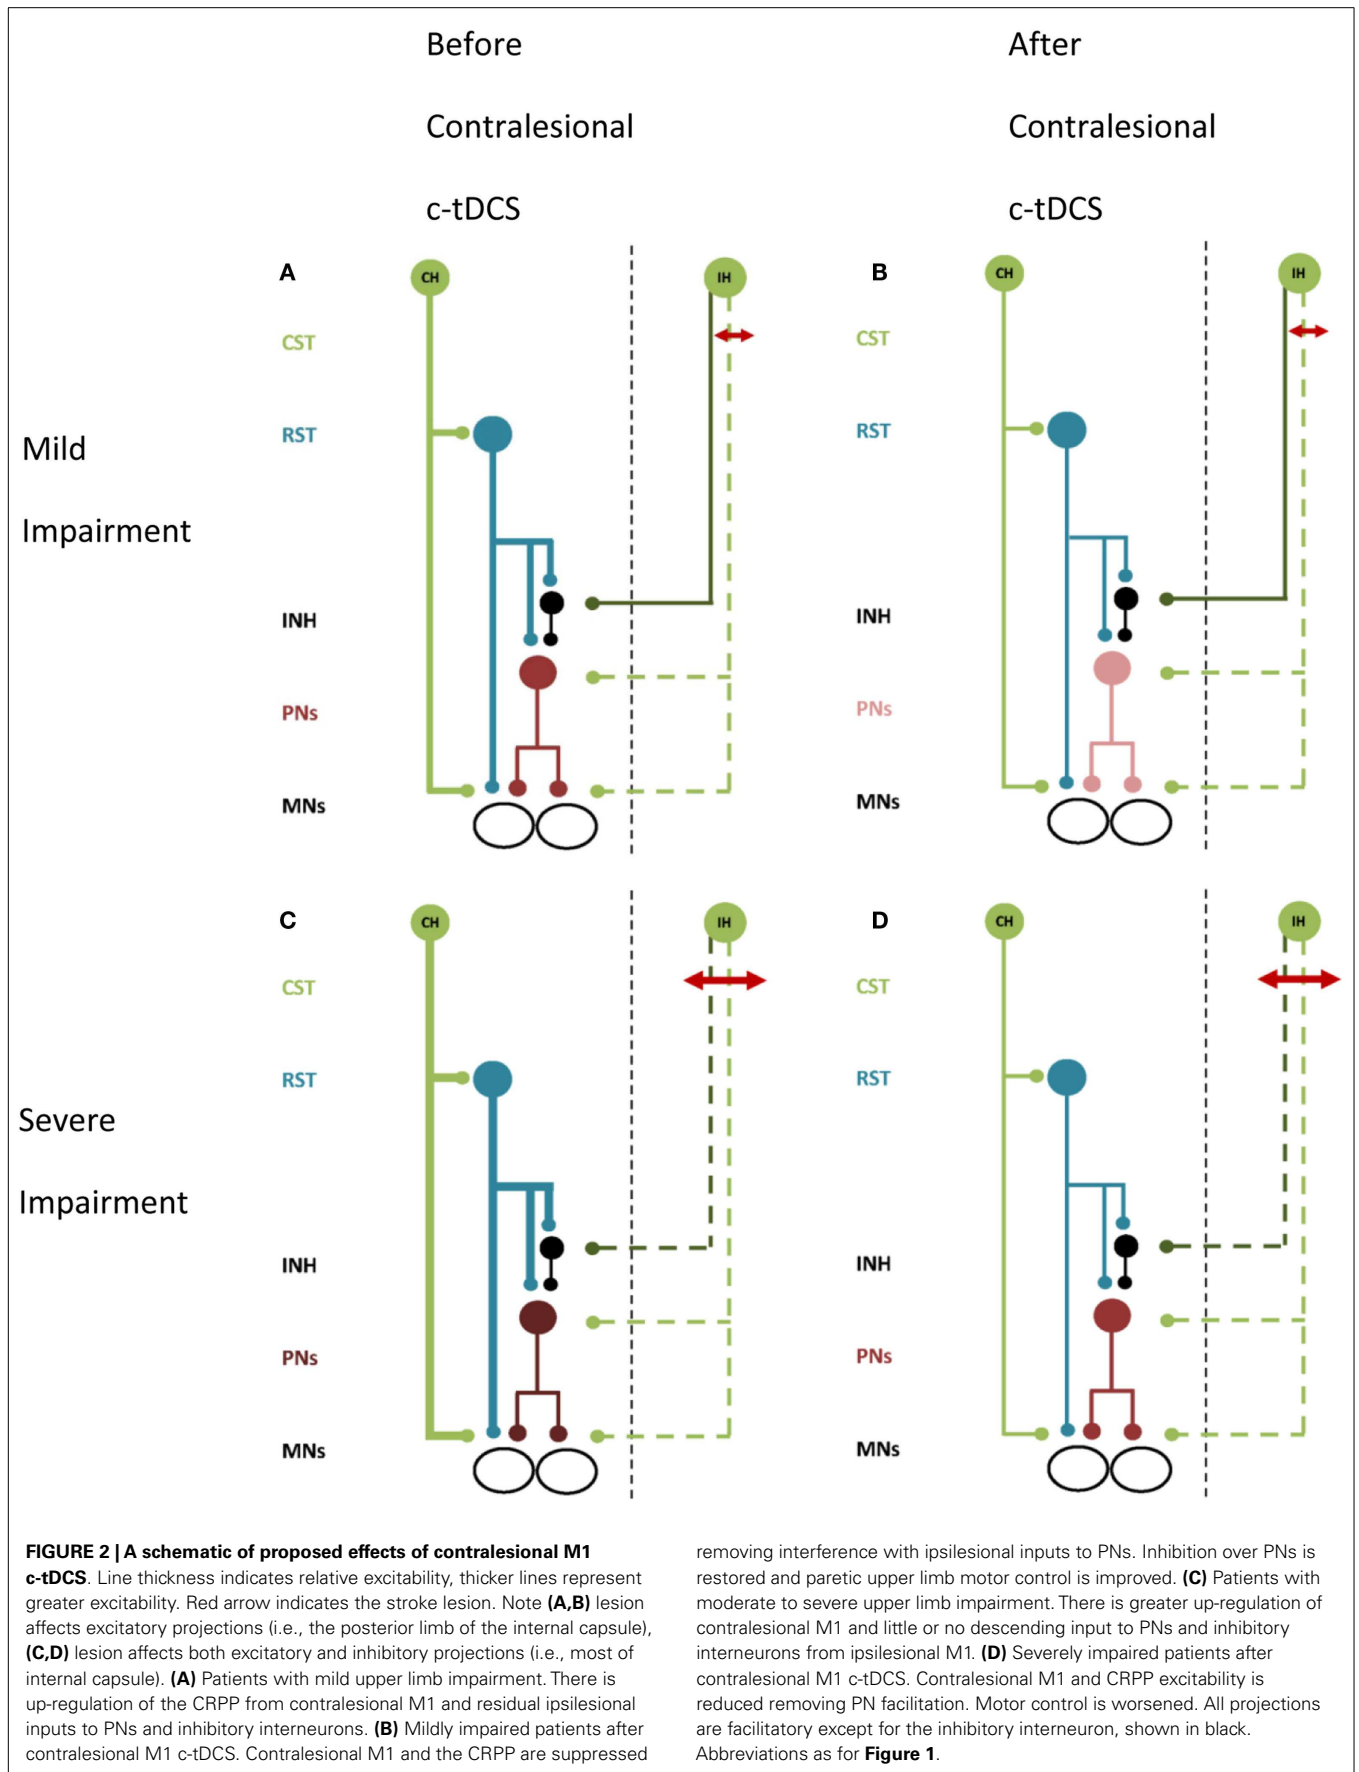 Before
Contralesional
c-tDCS
After
Contralesional
c-tDCS
Mild
Impairment
A
CH
IH
CST
RST
INH
PNs
MNs
B
CH
IH
CST
RST
INH
PNs
MNs
Severe
Impairment
C
CH
IH
CST
RST
INH
PNs
MNs
D
CH
IH
CST
RST
INH
PNs
MNs
FIGURE 2 | A schematic of proposed effects of contralesional M1
c-tDCS. Line thickness indicates relative excitability, thicker lines represent
greater excitability. Red arrow indicates the stroke lesion. Note (A,B) lesion
affects excitatory projections (i.e., the posterior limb of the internal capsule),
(C,D) lesion affects both excitatory and inhibitory projections (i.e., most of
internal capsule). (A) Patients with mild upper limb impairment. There is
up-regulation of the CRPP from contralesional M1 and residual ipsilesional
inputs to PNs and inhibitory interneurons. (B) Mildly impaired patients after
contralesional M1 c-tDCS. Contralesional M1 and the CRPP are suppressed
removing interference with ipsilesional inputs to PNs. Inhibition over PNs is
restored and paretic upper limb motor control is improved. (C) Patients with
moderate to severe upper limb impairment. There is greater up-regulation of
contralesional M1 and little or no descending input to PNs and inhibitory
interneurons from ipsilesional M1. (D) Severely impaired patients after
contralesional M1 c-tDCS. Contralesional M1 and CRPP excitability is
reduced removing PN facilitation. Motor control is worsened. All projections
are facilitatory except for the inhibitory interneuron, shown in black.
Abbreviations as for Figure 1.